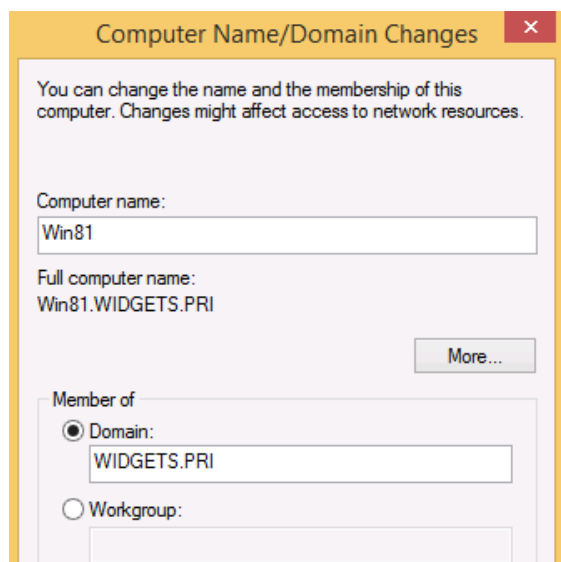 Computer Name/Domain Changes
You can change the name and the membership of this
computer. Changes might affect access to network resources.
Computer name:
Win81
Full computer name:
Win81.WIDGETS.PRI
More...
Member of
Domain:
WIDGETS.PRI
Workgroup: